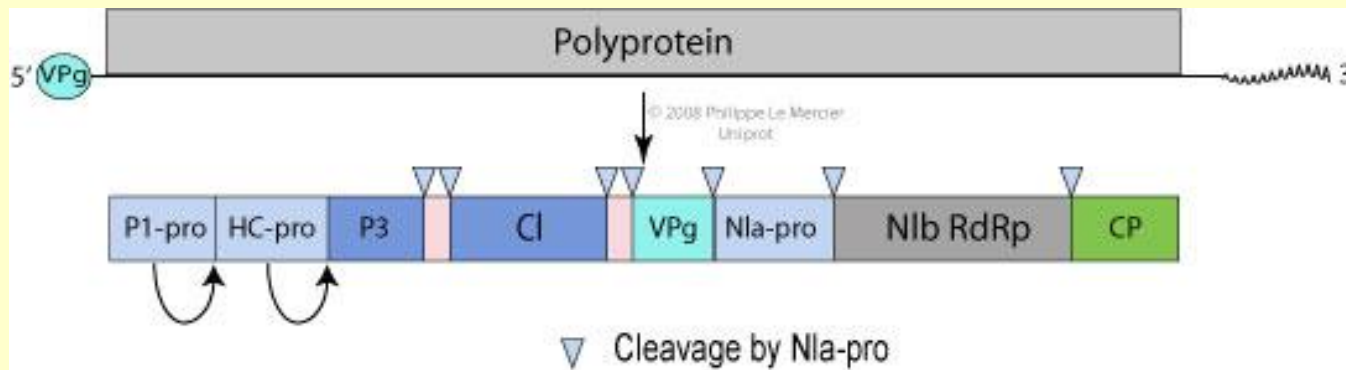 Polyprotein
5' VPg 3
© 2008 Philippe Le Mercier
Uniprot
P1-pro HC-pro P3 CI VPg NIa-pro NIb RdRp CP
Cleavage by NIa-pro